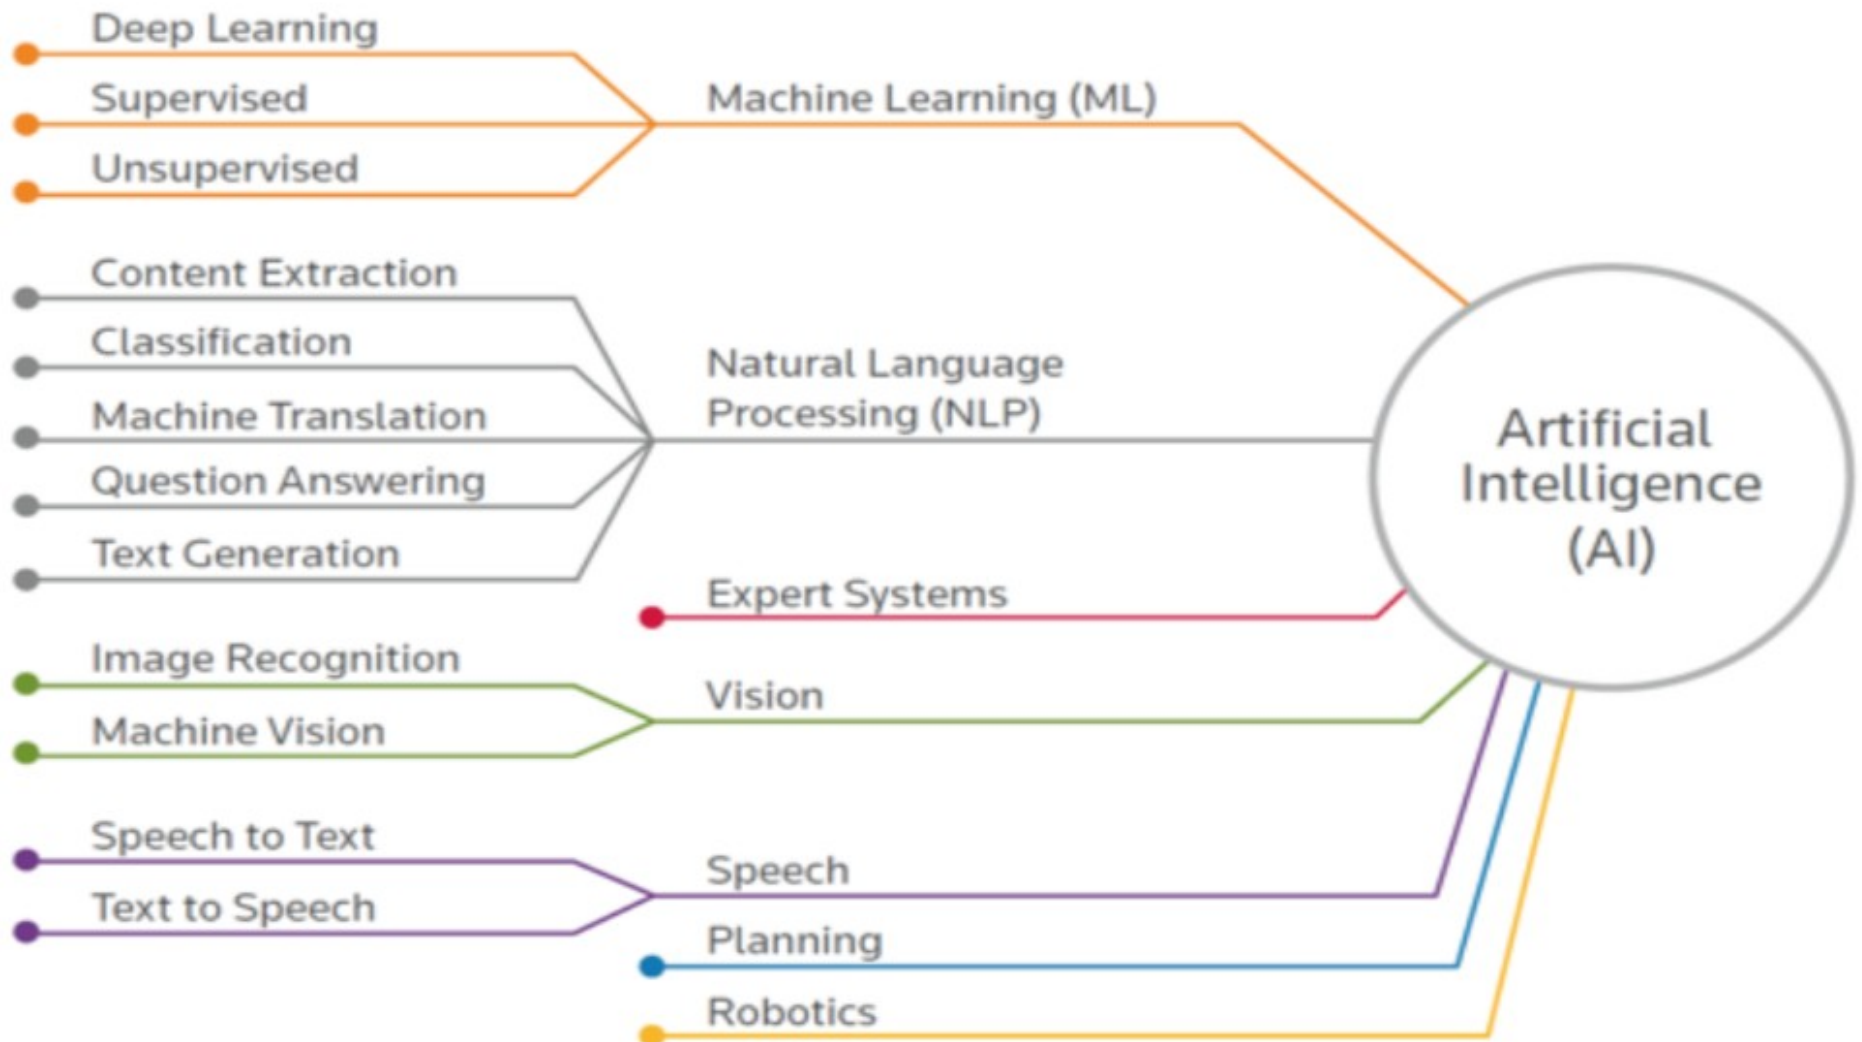 Deep Learning
Supervised
Unsupervised
Machine Learning (ML)
Content Extraction
Classification
Machine Translation
Question Answering
Text Generation
Natural Language
Processing (NLP)
Expert Systems
Image Recognition
Machine Vision
Vision
Speech to Text
Text to Speech
Speech
Planning
Robotics
Artificial
Intelligence
(AI)